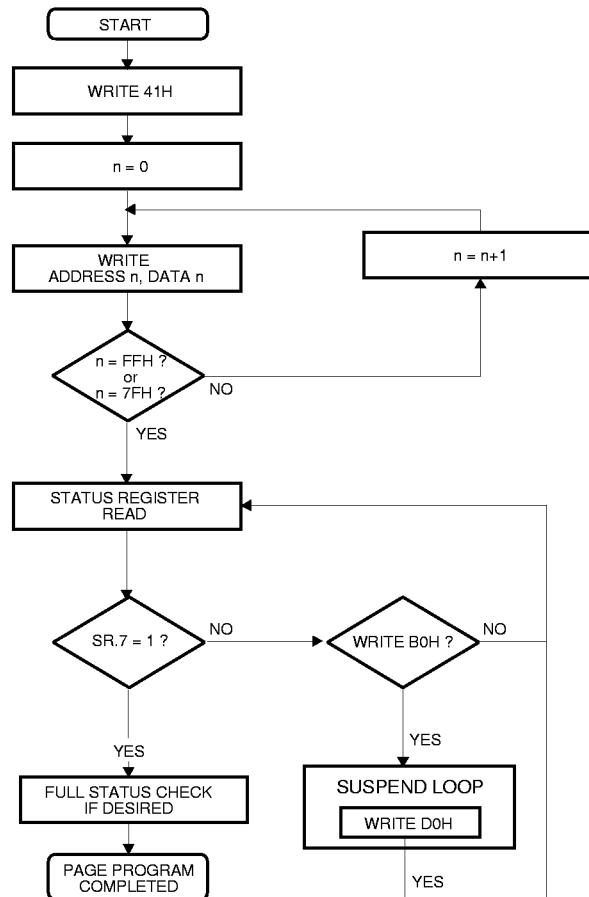 START
WRITE 41H
n = 0
WRITE
ADDRESS n, DATA n
n = n+1
n = FFH ?
or
n = 7FH ?
NO
YES
STATUS REGISTER
READ
SR.7 = 1 ?
NO
WRITE B0H ?
NO
YES
YES
FULL STATUS CHECK
IF DESIRED
SUSPEND LOOP
WRITE D0H
YES
PAGE PROGRAM
COMPLETED